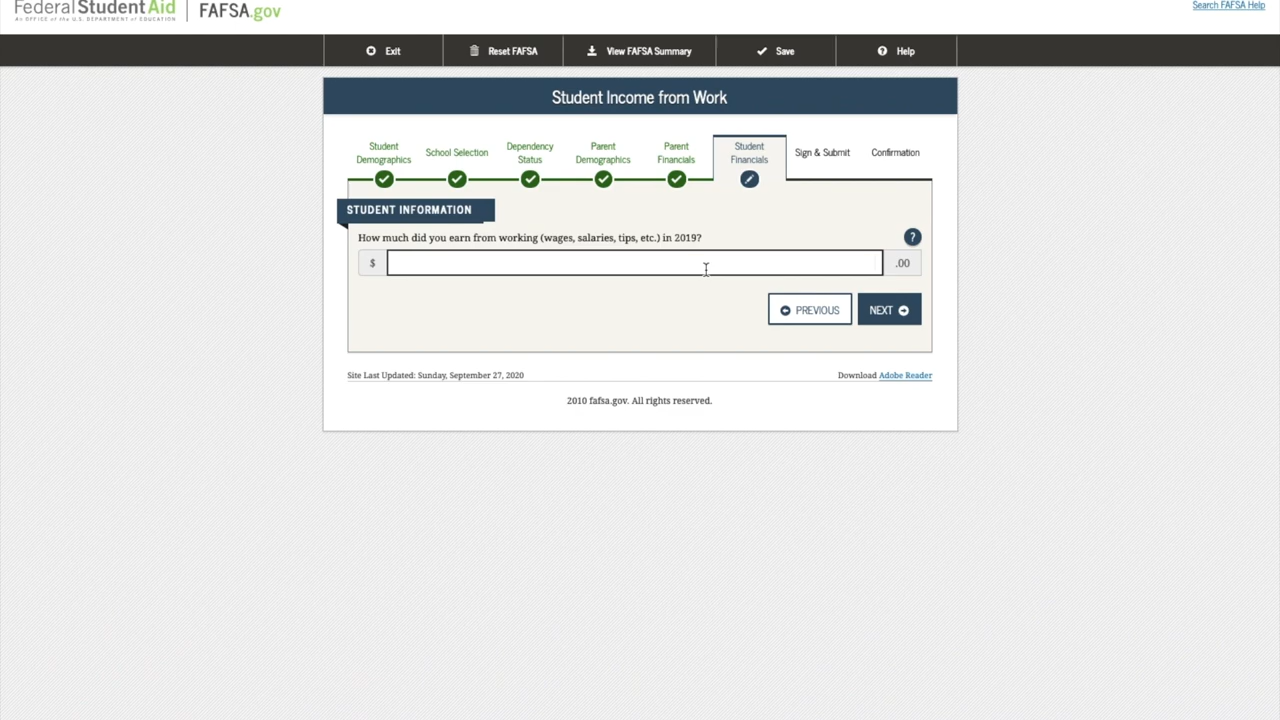 Federal Student Aid
An OFFICE of the U.S. DEPARTMENT of EDUCATION
FAFSA.gov
Search FAFSA Help
Exit
Reset FAFSA
View FAFSA Summary
Save
Help
Student Income from Work
Student Demographics
School Selection
Dependency Status
Parent Demographics
Parent Financials
Student Financials
Sign & Submit
Confirmation
STUDENT INFORMATION
How much did you earn from working (wages, salaries, tips, etc.) in 2019?
?
$
.00
PREVIOUS
NEXT
Site Last Updated: Sunday, September 27, 2020
Download Adobe Reader
2010 fafsa.gov. All rights reserved.